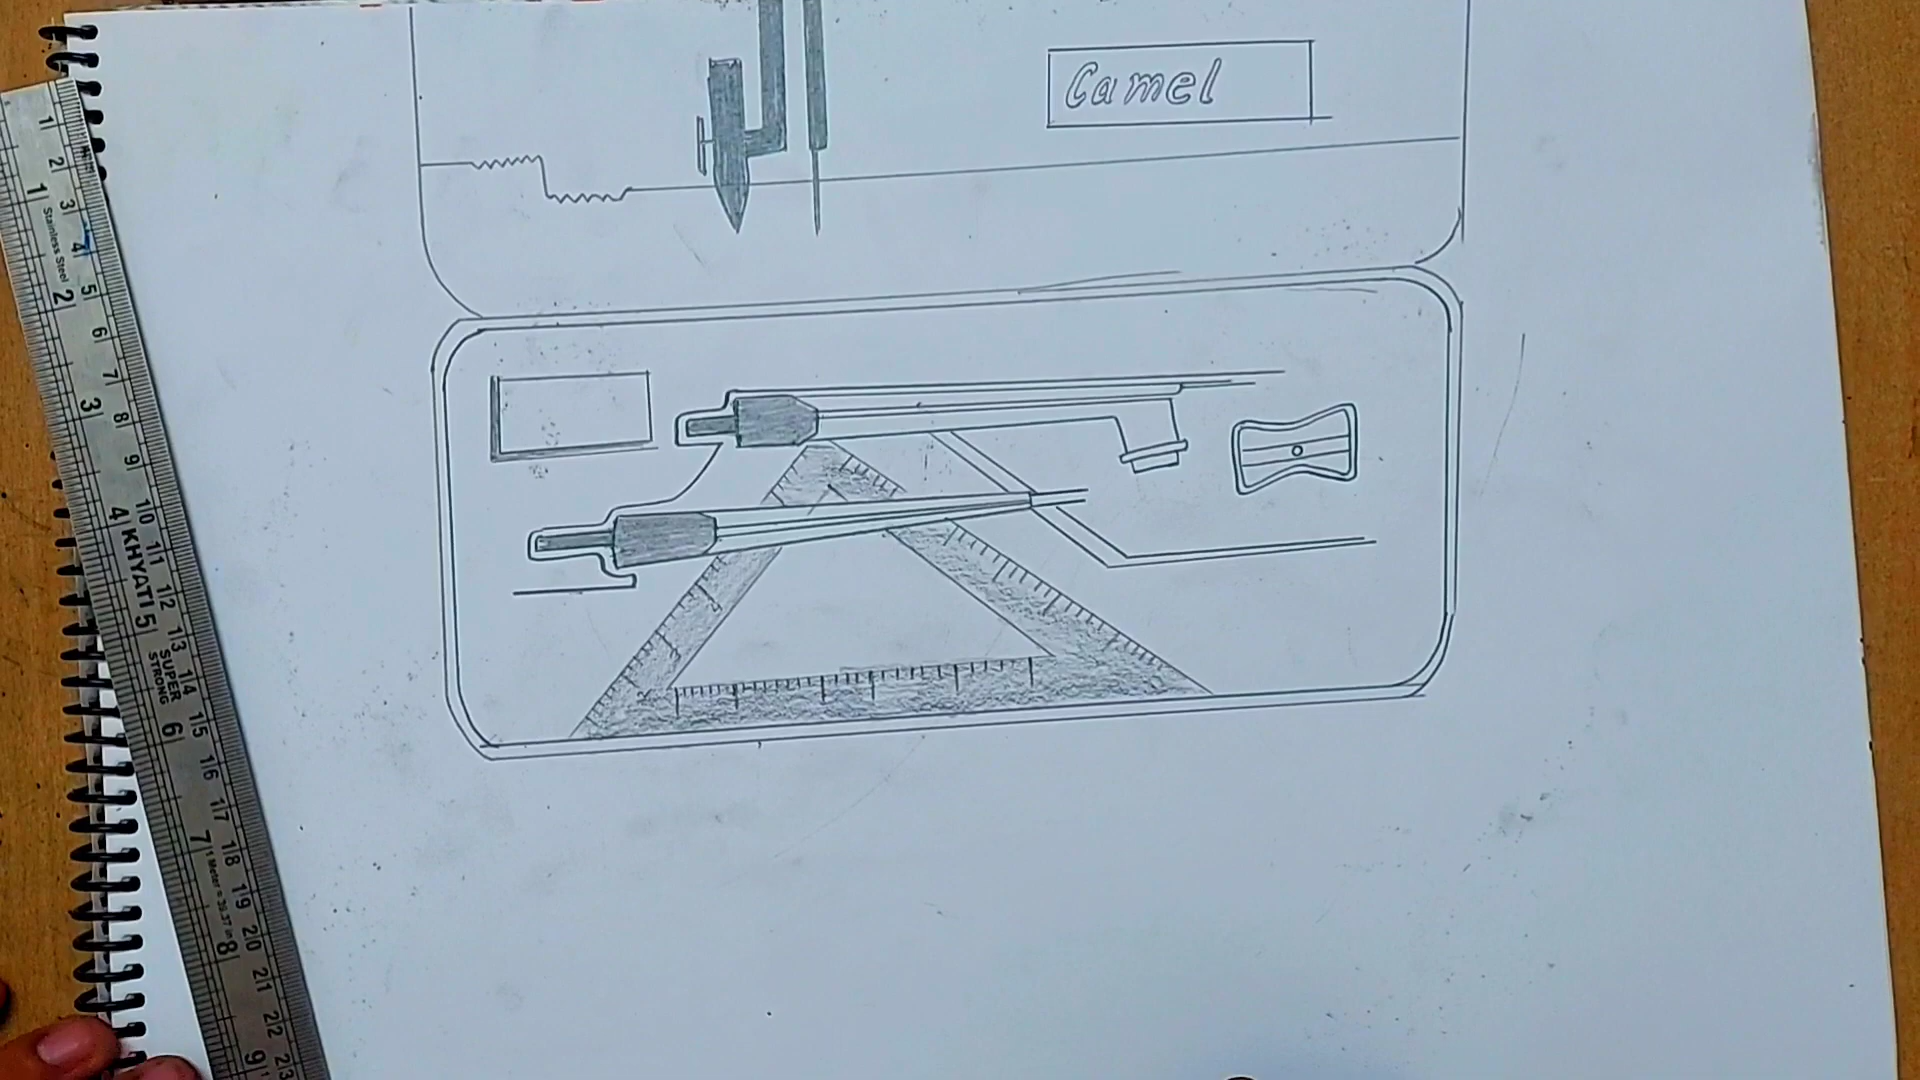 Camel
Stainless Steel
KHYATI
SUPER
STRONG
1 Meter = 39.37 in
1 2 3 4 5 6 7 8 9 10 11 12 13 14 15 16 17 18 19 20 21 22 23
1 2 3 4 5 6 7 8 9